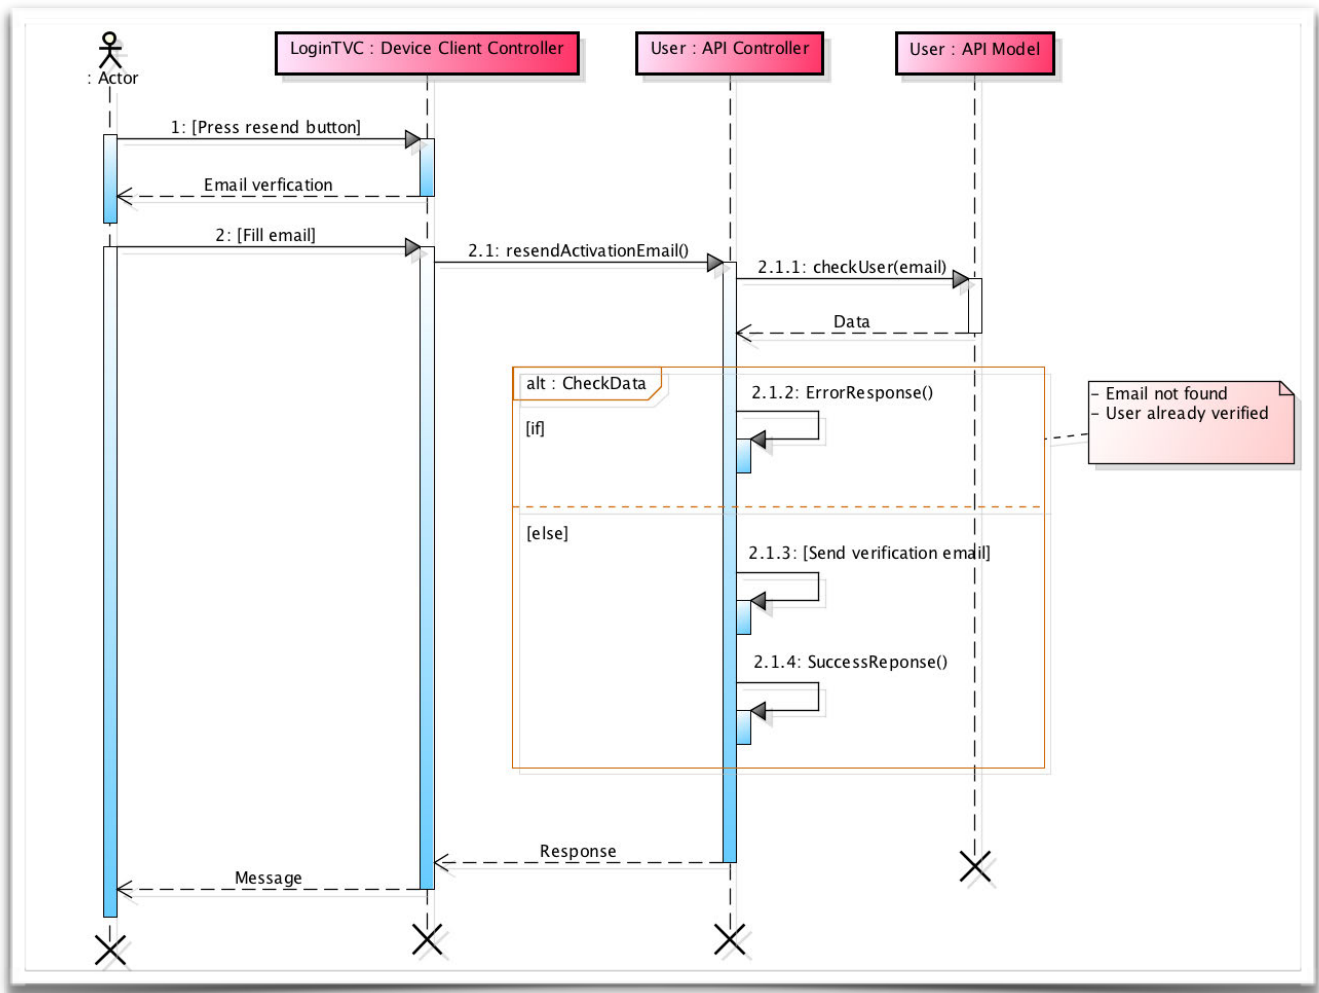 : Actor
LoginTVC : Device Client Controller
User : API Controller
User : API Model
1: [Press resend button]
Email verfication
2: [Fill email]
2.1: resendActivationEmail()
2.1.1: checkUser(email)
Data
alt : CheckData
2.1.2: ErrorResponse()
[if]
- Email not found
- User already verified
[else]
2.1.3: [Send verification email]
2.1.4: SuccessReponse()
Response
Message